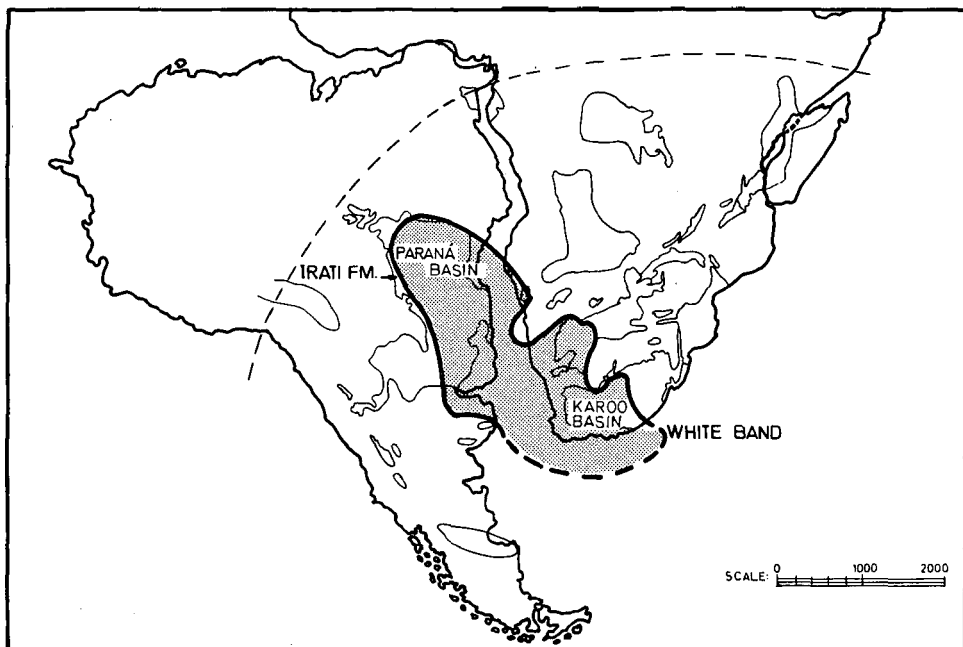 PARANÁ
BASIN
IRATI FM.
KAROO
BASIN
WHITE BAND
SCALE: 0 1000 2000